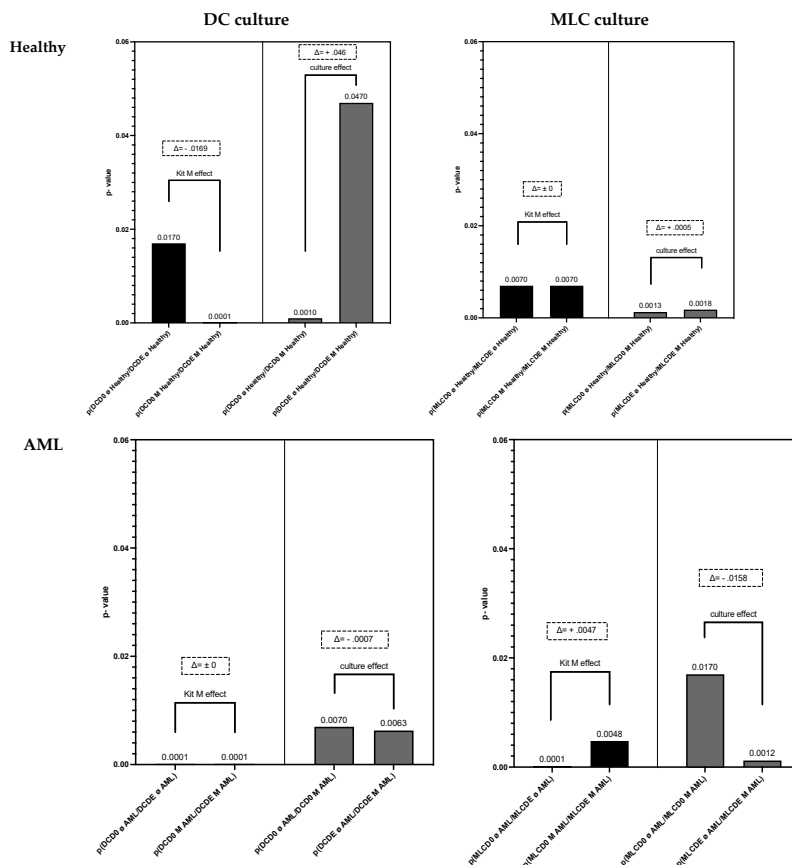 DC culture
MLC culture
Healthy
0.06
0.04
0.02
0.00
p- value
Δ= - .0169
Kit M effect
0.0170
0.0001
Δ= + .046
culture effect
0.0010
0.0470
p(DCD0 ø Healthy/DCDE ø Healthy)
p(DCD0 M Healthy/DCDE M Healthy)
p(DCD0 ø Healthy/DCD0 M Healthy)
p(DCDE ø Healthy/DCDE M Healthy)
0.06
0.04
0.02
0.00
p- value
Δ= ± 0
Kit M effect
0.0070
0.0070
Δ= + .0005
culture effect
0.0013
0.0018
p(MLCD0 ø Healthy/MLCDE ø Healthy)
p(MLCD0 M Healthy/MLCDE M Healthy)
p(MLCD0 ø Healthy/MLCD0 M Healthy)
p(MLCDE ø Healthy/MLCDE M Healthy)
AML
0.06
0.04
0.02
0.00
p- value
Δ= ± 0
Kit M effect
0.0001
0.0001
Δ= - .0007
culture effect
0.0070
0.0063
p(DCD0 ø AML/DCDE ø AML)
p(DCD0 M AML/DCDE M AML)
p(DCD0 ø AML/DCD0 M AML)
p(DCDE ø AML/DCDE M AML)
0.06
0.04
0.02
0.00
p- value
Δ= + .0047
Kit M effect
0.0001
0.0048
Δ= - .0158
culture effect
0.0170
0.0012
p(MLCD0 ø AML/MLCDE ø AML)
p(MLCD0 M AML/MLCDE M AML)
p(MLCD0 ø AML/MLCD0 M AML)
p(MLCDE ø AML/MLCDE M AML)